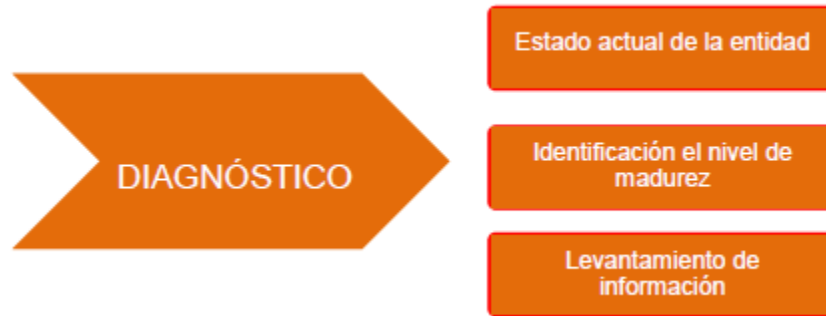 DIAGNÓSTICO
Estado actual de la entidad
Identificación el nivel de
madurez
Levantamiento de
información